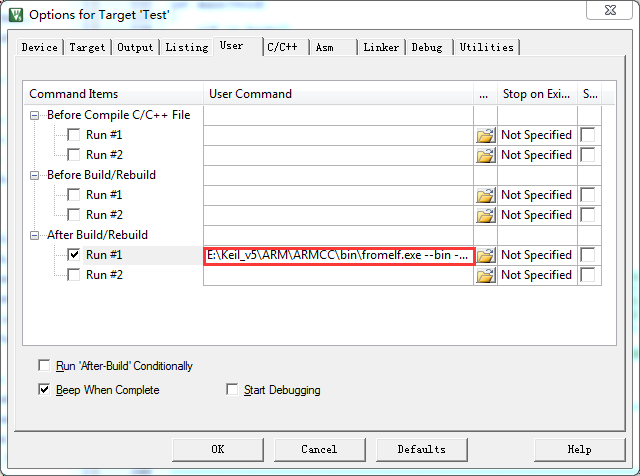 Options for Target 'Test'
Device Target Output Listing User C/C++ Asm Linker Debug Utilities
Command Items User Command ... Stop on Exi... S...
Before Compile C/C++ File
Run #1 Not Specified
Run #2 Not Specified
Before Build/Rebuild
Run #1 Not Specified
Run #2 Not Specified
After Build/Rebuild
Run #1 E:\Keil_v5\ARM\ARMCC\bin\fromelf.exe --bin -... Not Specified
Run #2 Not Specified
Run 'After-Build' Conditionally
Beep When Complete Start Debugging
OK Cancel Defaults Help